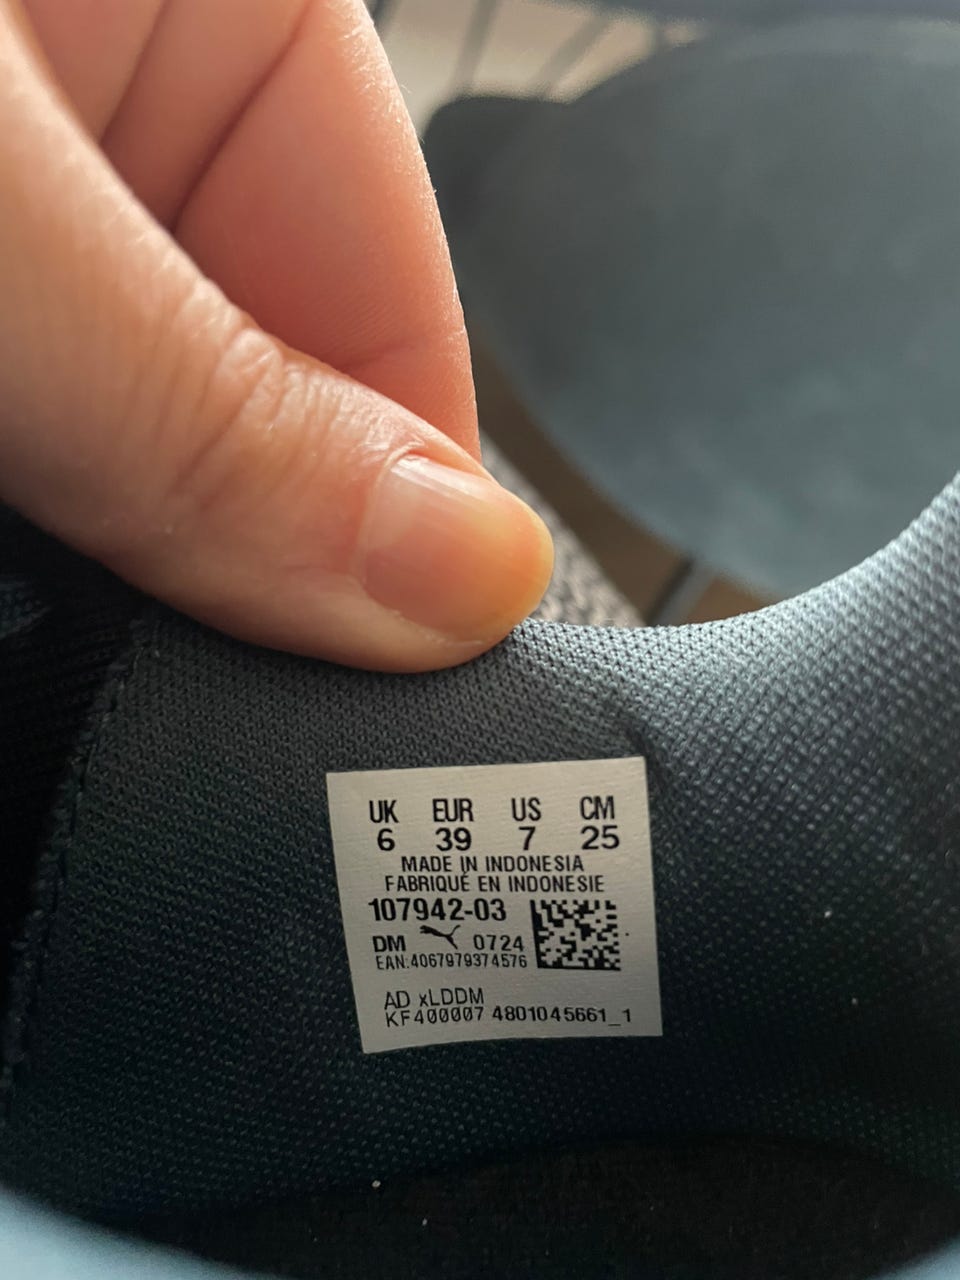 UK EUR US CM
6 39 7 25
MADE IN INDONESIA
FABRIQUÉ EN INDONESIE
107942-03
DM 0724
EAN:4067979374576
AD xLDDM
KF400007 4801045661_1